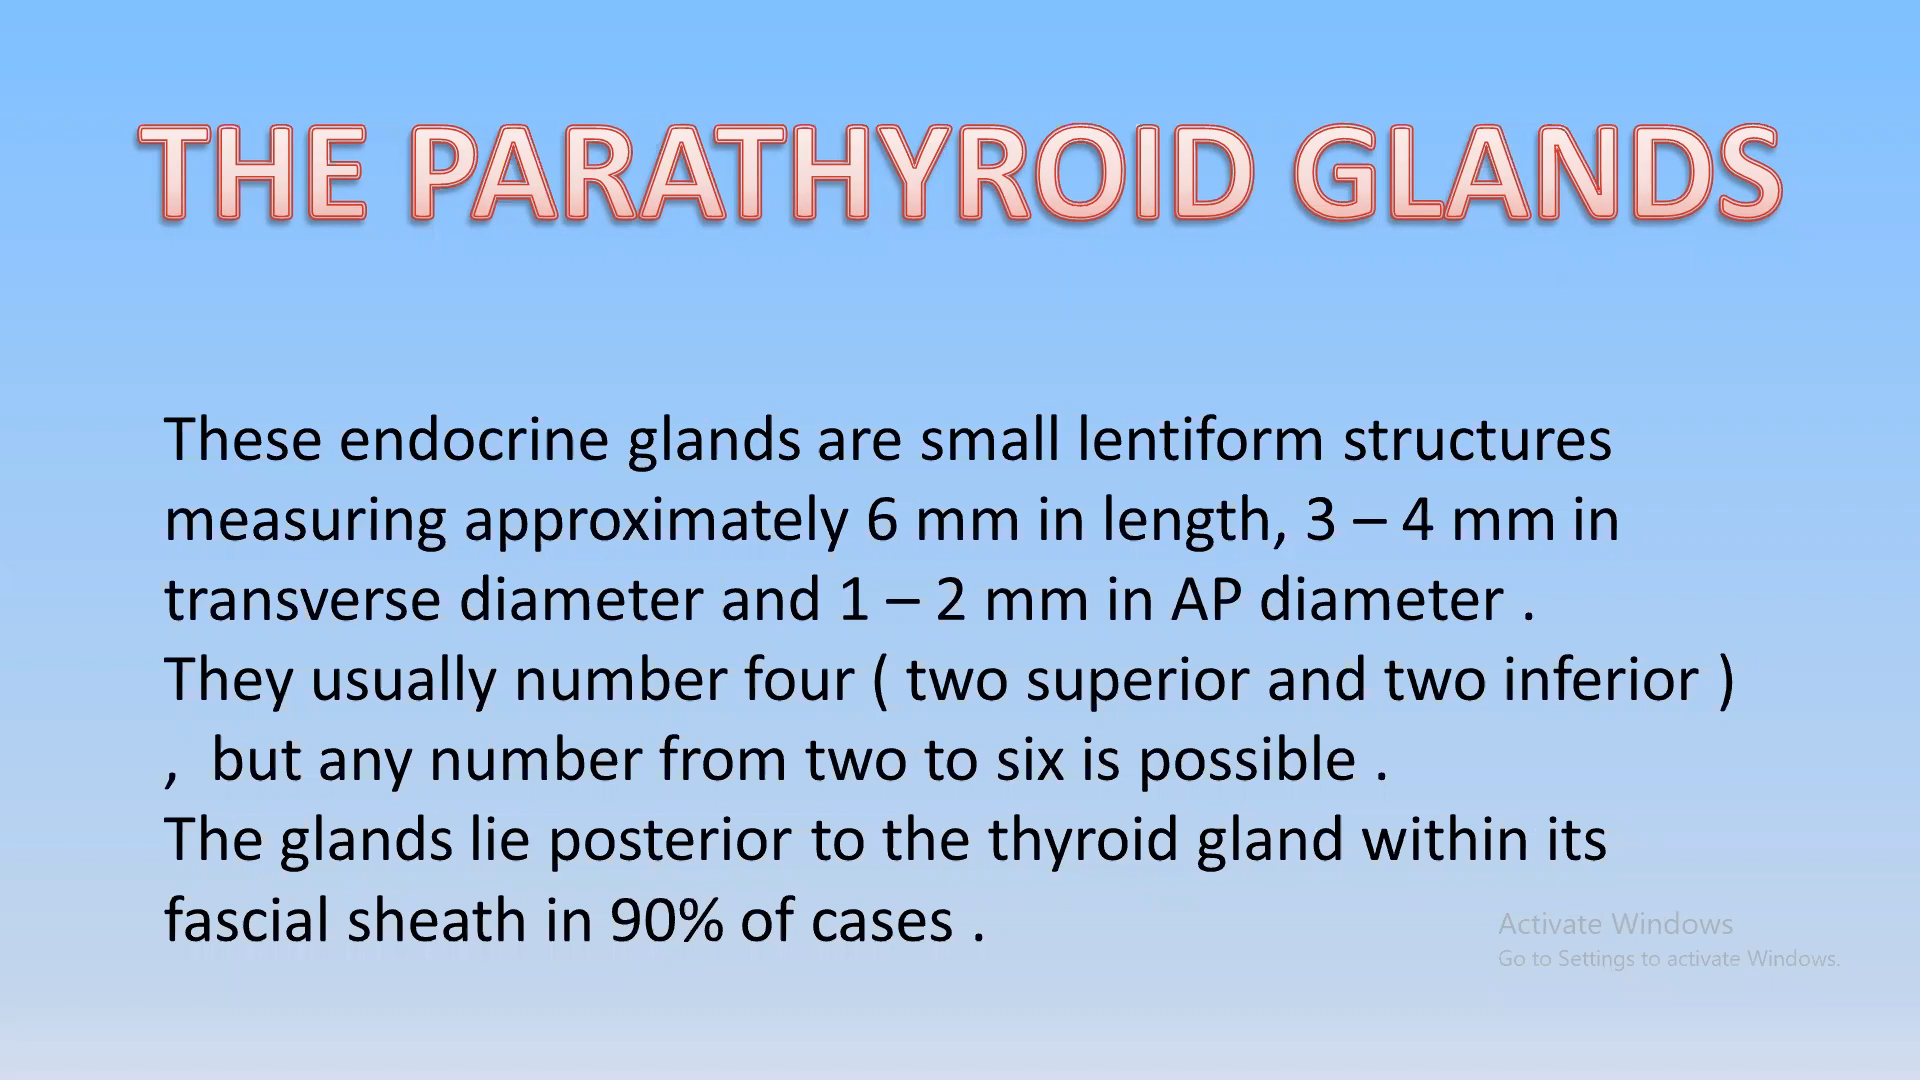 THE PARATHYROID GLANDS
These endocrine glands are small lentiform structures
measuring approximately 6 mm in length, 3 – 4 mm in
transverse diameter and 1 – 2 mm in AP diameter .
They usually number four ( two superior and two inferior )
,  but any number from two to six is possible .
The glands lie posterior to the thyroid gland within its
fascial sheath in 90% of cases .
Activate Windows
Go to Settings to activate Windows.